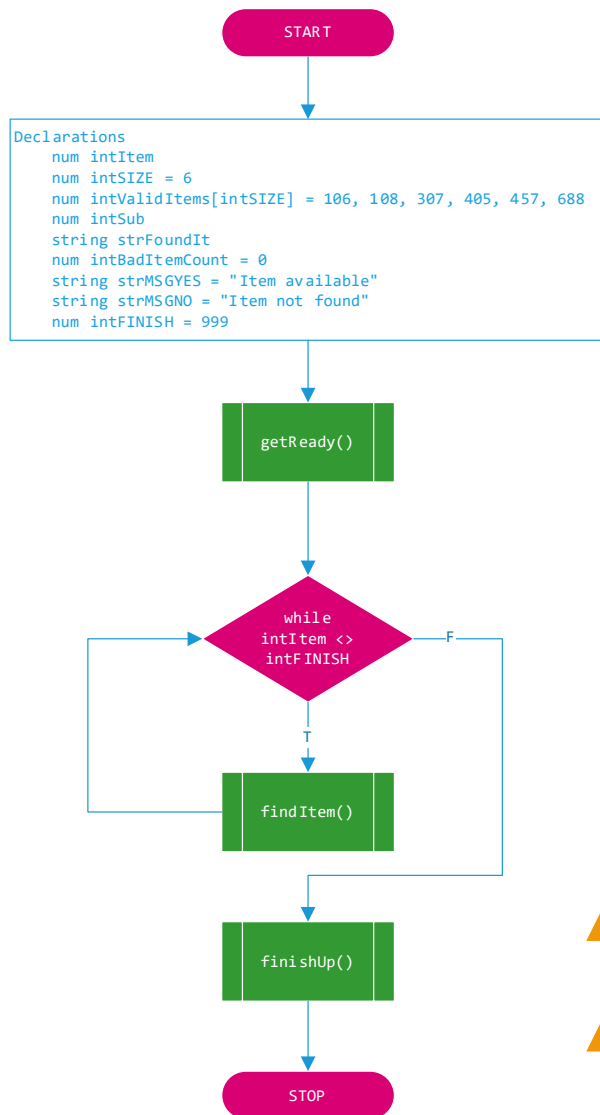 START
Declarations
num intItem
num intSIZE = 6
num intValidItems[intSIZE] = 106, 108, 307, 405, 457, 688
num intSub
string strFoundIt
num intBadItemCount = 0
string strMSGYES = "Item available"
string strMSGNO = "Item not found"
num intFINISH = 999
getReady()
while
intItem <>
intFINISH
F
T
findItem()
finishUp()
STOP